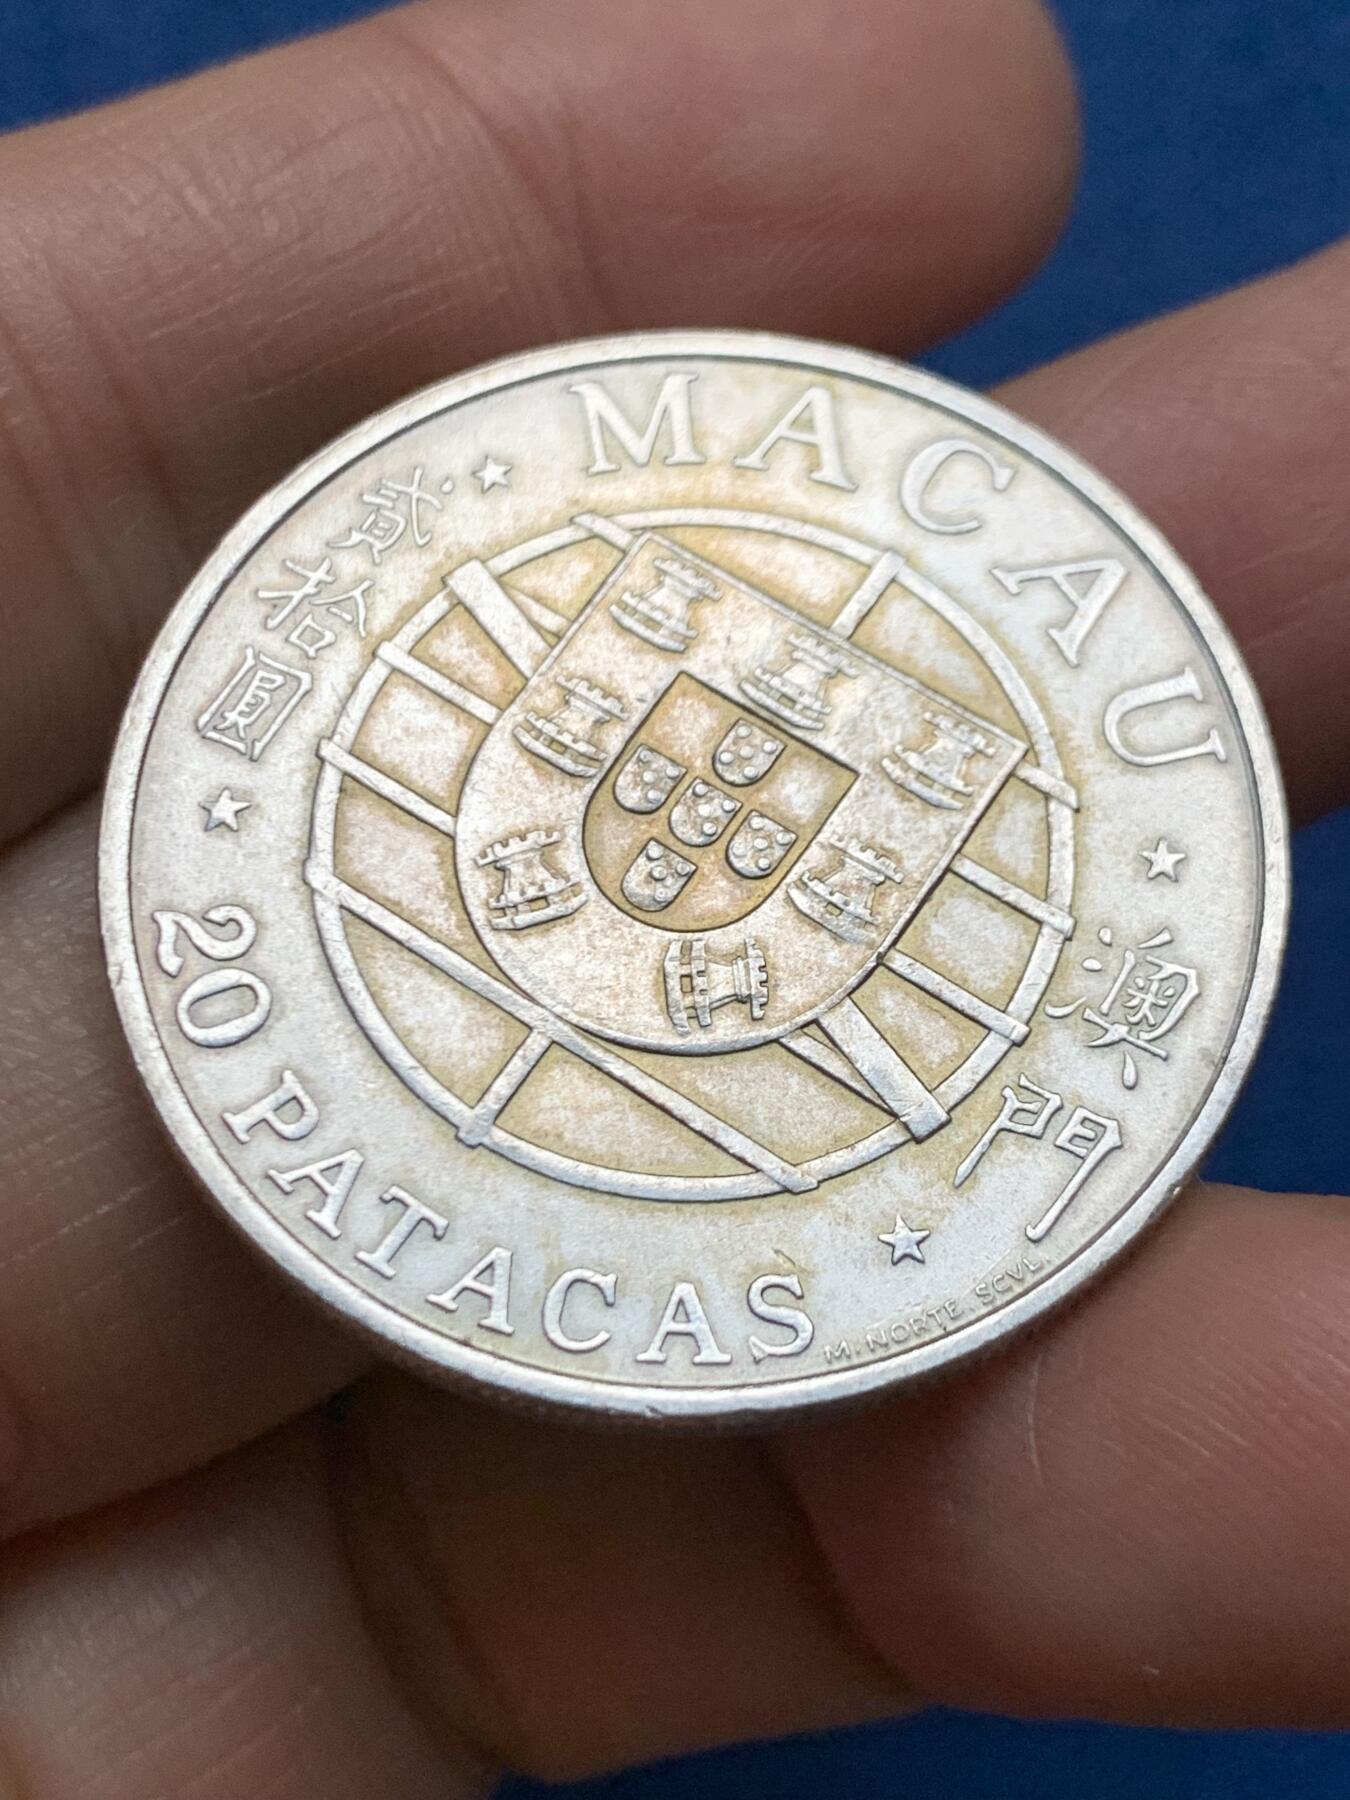 MACAU
澳門
M. NORTE. SCVL.
20 PATACAS
貳拾圓